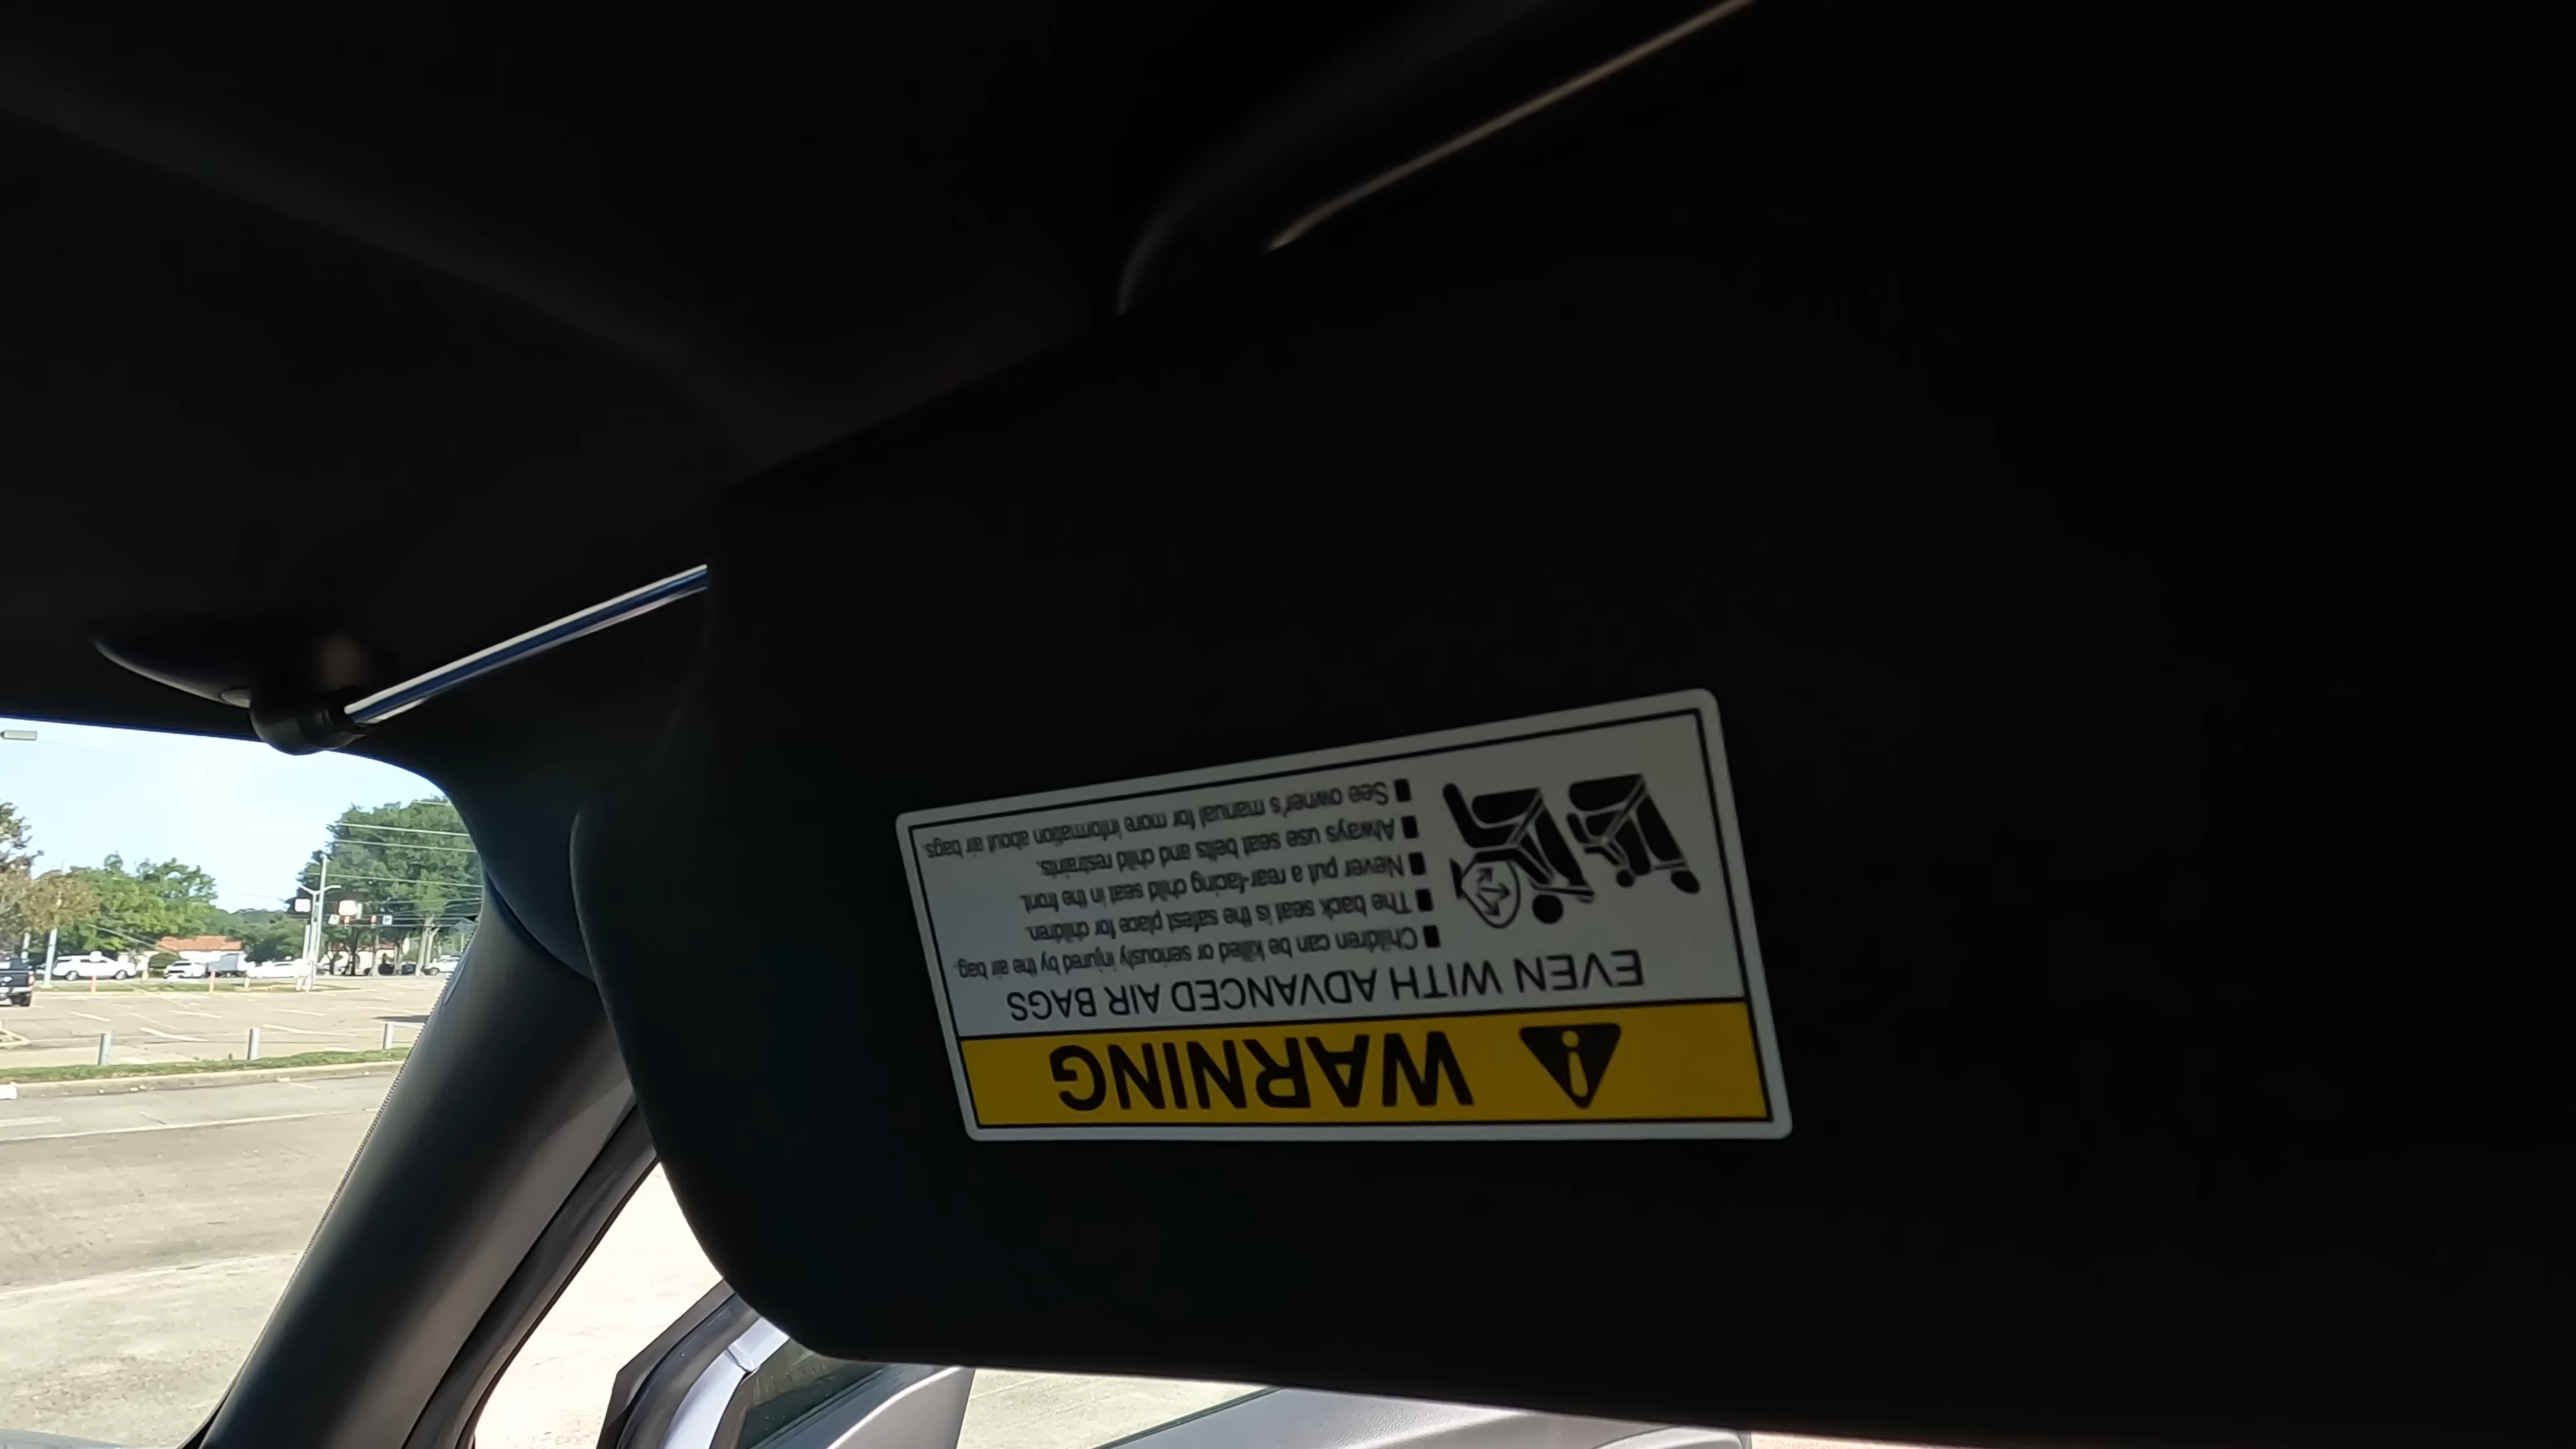 WARNING
EVEN WITH ADVANCED AIR BAGS
Children can be killed or seriously injured by the air bag.
The back seat is the safest place for children.
Never put a rear-facing child seat in the front.
Always use seat belts and child restraints.
See owner's manual for more information about air bags.